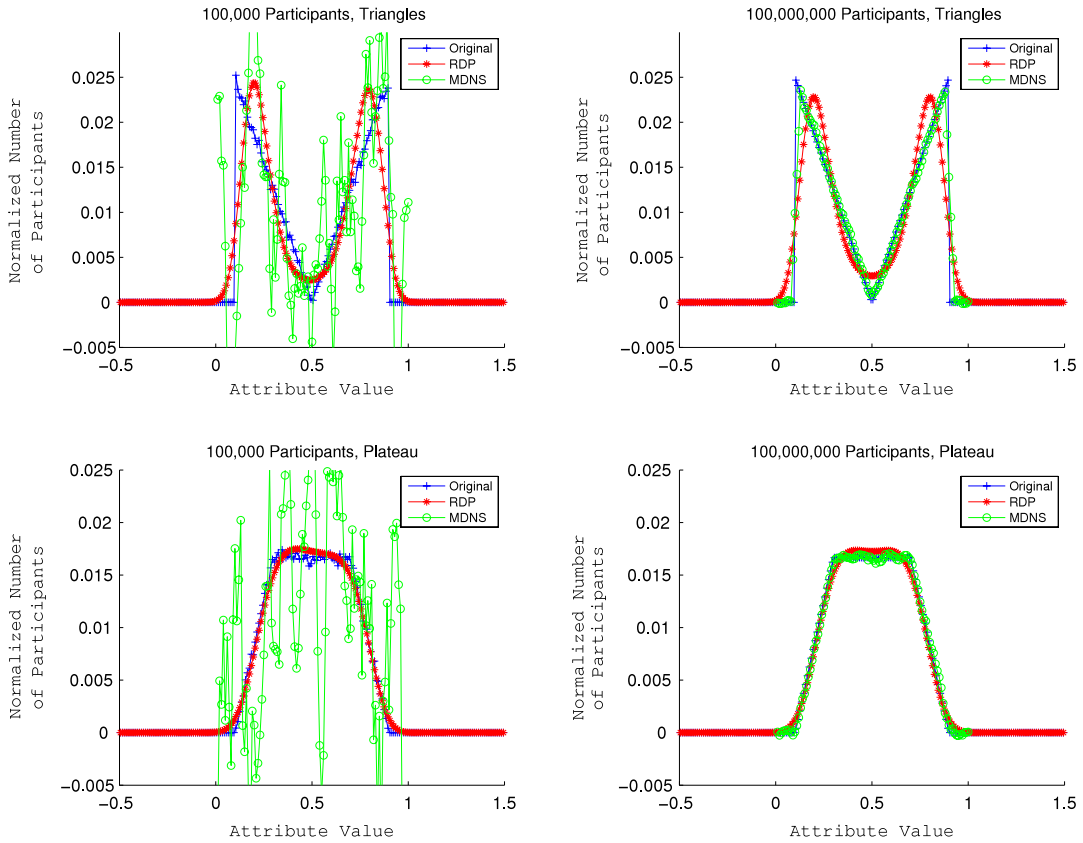 100,000 Participants, Triangles
Original
RDP
MDNS
0.025
0.02
0.015
0.01
0.005
0
−0.005
−0.5
0
0.5
1
1.5
Normalized Number
of Participants
Attribute Value
100,000,000 Participants, Triangles
Original
RDP
MDNS
0.025
0.02
0.015
0.01
0.005
0
−0.005
−0.5
0
0.5
1
1.5
Normalized Number
of Participants
Attribute Value
100,000 Participants, Plateau
Original
RDP
MDNS
0.025
0.02
0.015
0.01
0.005
0
−0.005
−0.5
0
0.5
1
1.5
Normalized Number
of Participants
Attribute Value
100,000,000 Participants, Plateau
Original
RDP
MDNS
0.025
0.02
0.015
0.01
0.005
0
−0.005
−0.5
0
0.5
1
1.5
Normalized Number
of Participants
Attribute Value